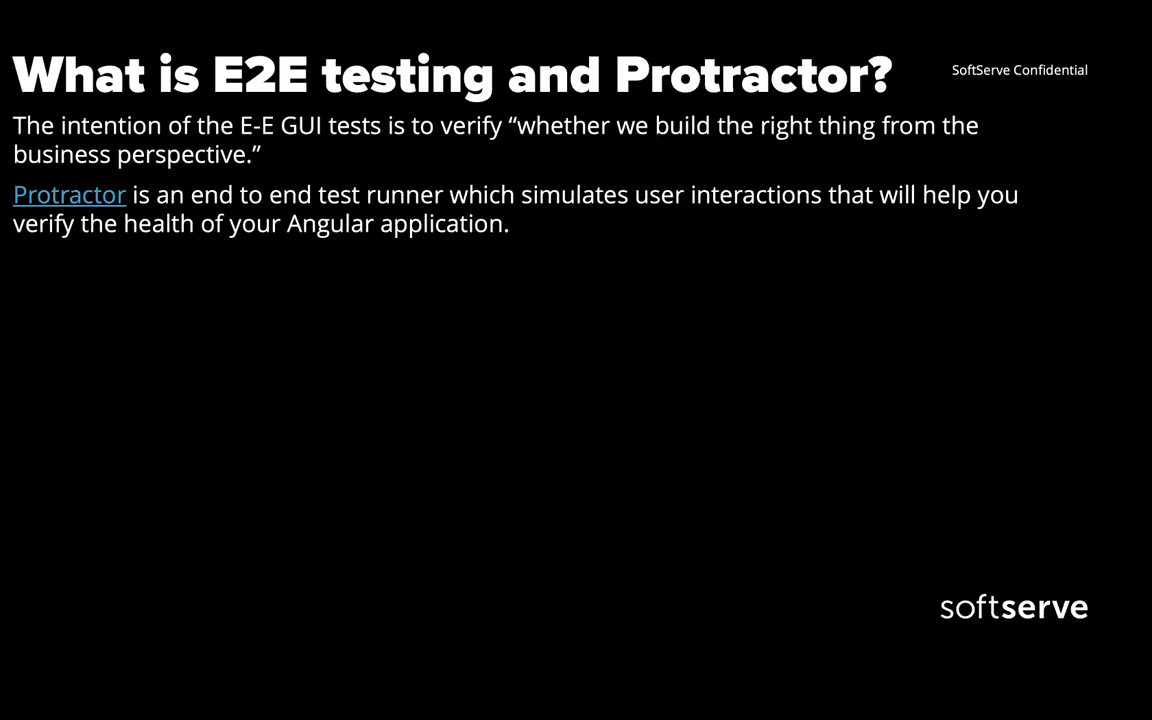 What is E2E testing and Protractor?
SoftServe Confidential
The intention of the E-E GUI tests is to verify “whether we build the right thing from the
business perspective.”
Protractor is an end to end test runner which simulates user interactions that will help you
verify the health of your Angular application.
softserve